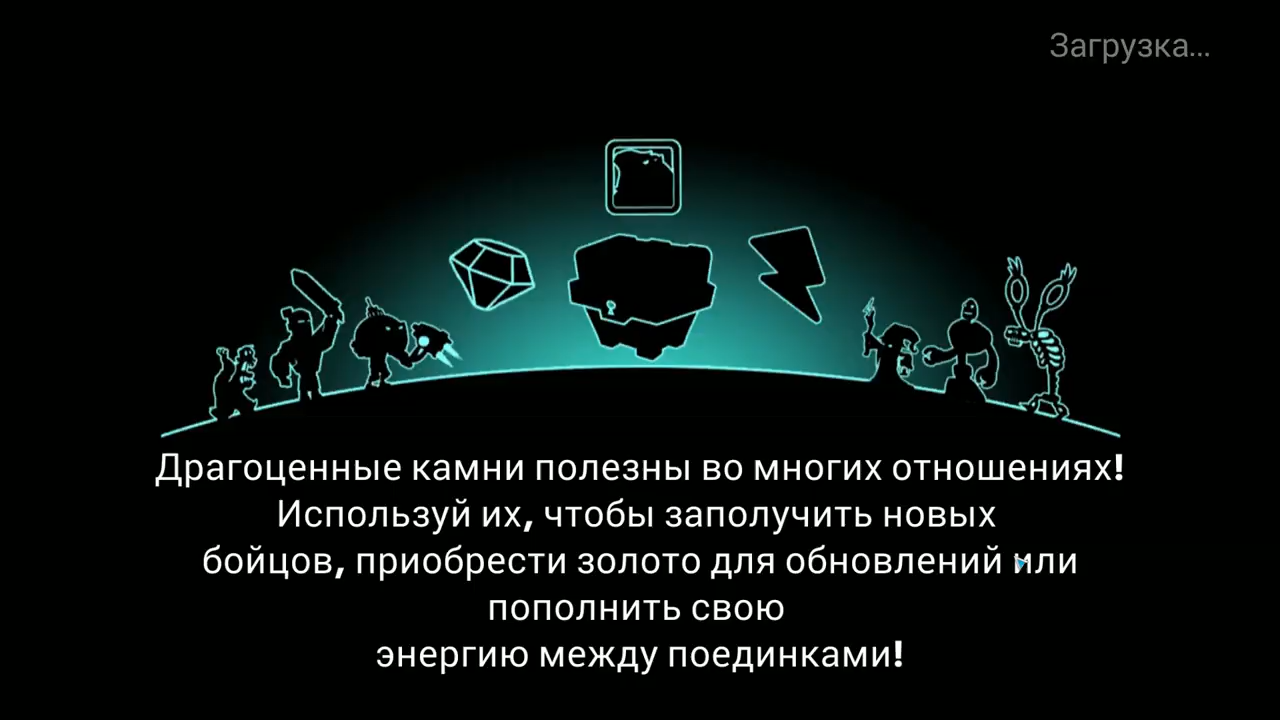 Загрузка...
Драгоценные камни полезны во многих отношениях!
Используй их, чтобы заполучить новых
бойцов, приобрести золото для обновлений или
пополнить свою
энергию между поединками!